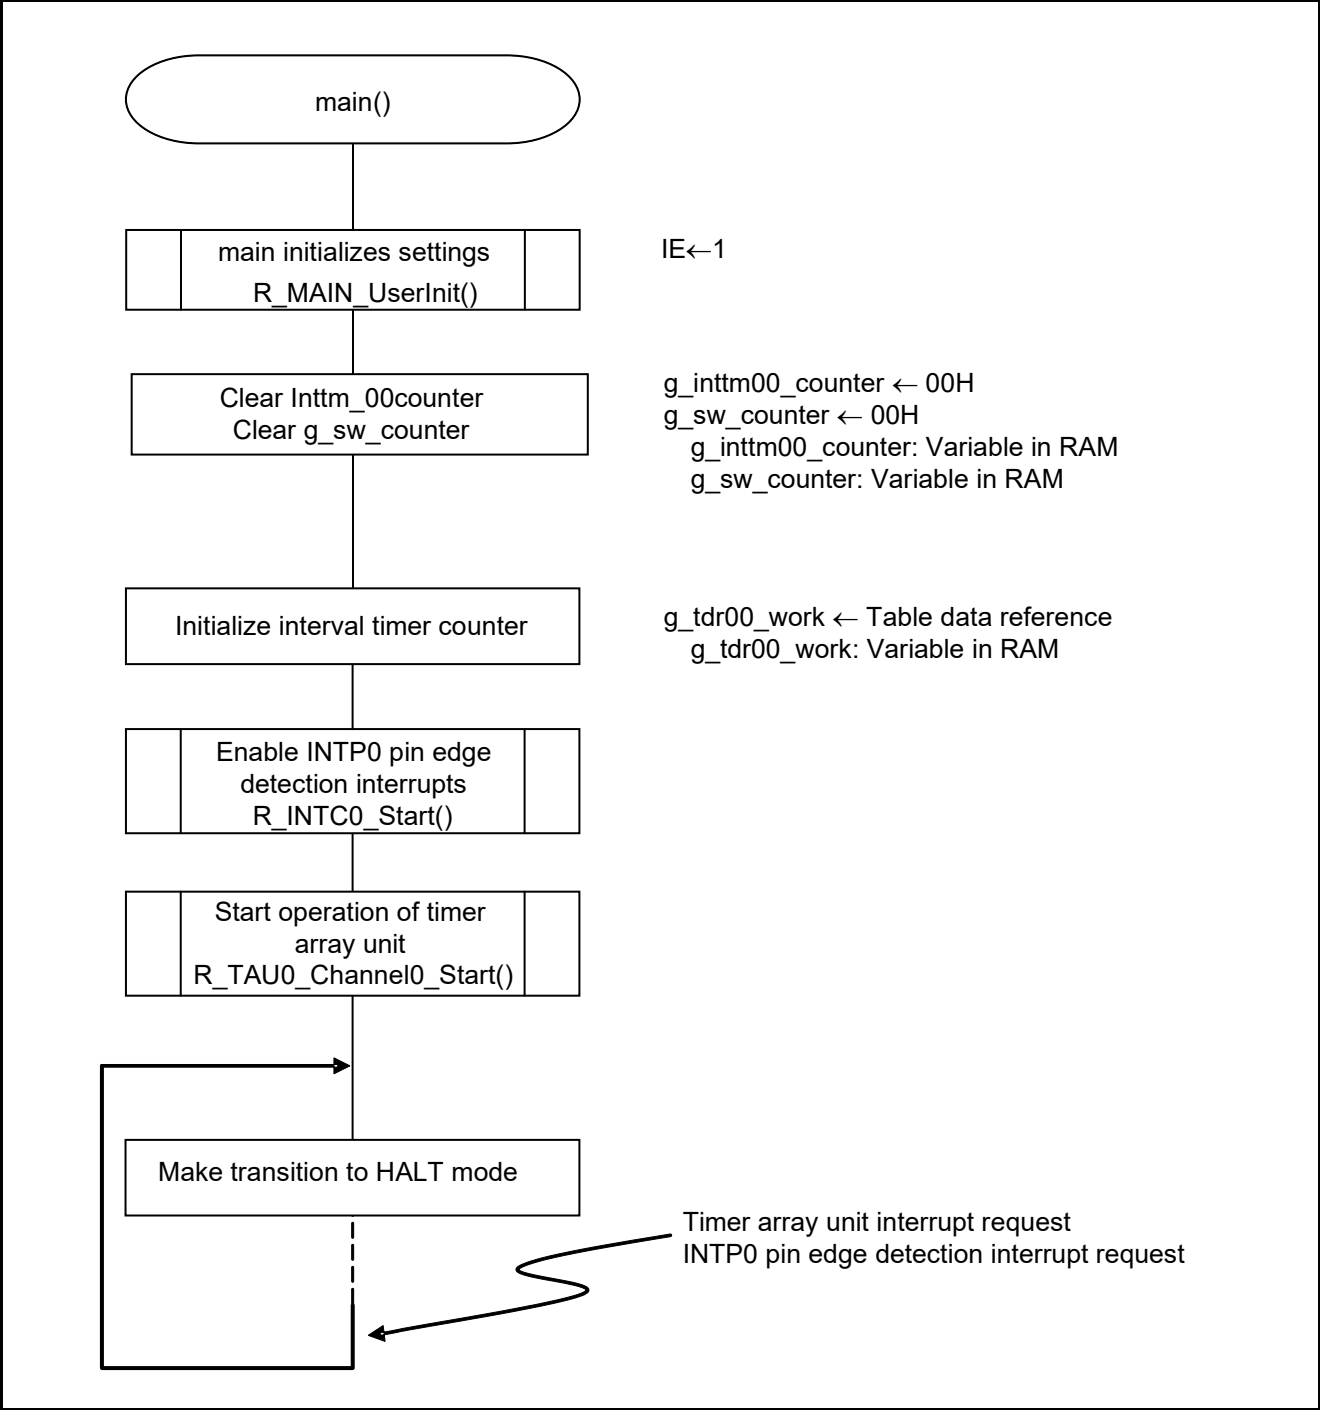 main()
main initializes settings
R_MAIN_UserInit()
IE←1
Clear Inttm_00counter
Clear g_sw_counter
g_inttm00_counter ← 00H
g_sw_counter ← 00H
g_inttm00_counter: Variable in RAM
g_sw_counter: Variable in RAM
Initialize interval timer counter
g_tdr00_work ← Table data reference
g_tdr00_work: Variable in RAM
Enable INTP0 pin edge
detection interrupts
R_INTC0_Start()
Start operation of timer
array unit
R_TAU0_Channel0_Start()
Make transition to HALT mode
Timer array unit interrupt request
INTP0 pin edge detection interrupt request